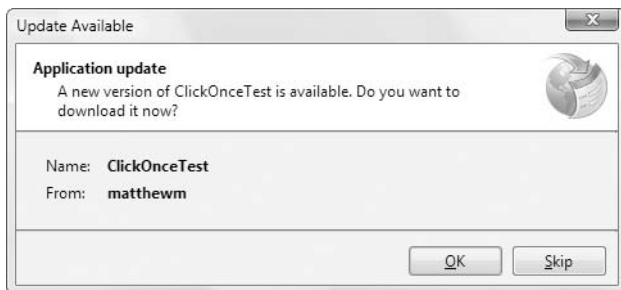 Update Available
Application update
A new version of ClickOnceTest is available. Do you want to
download it now?
Name: ClickOnceTest
From: matthewm
OK
Skip